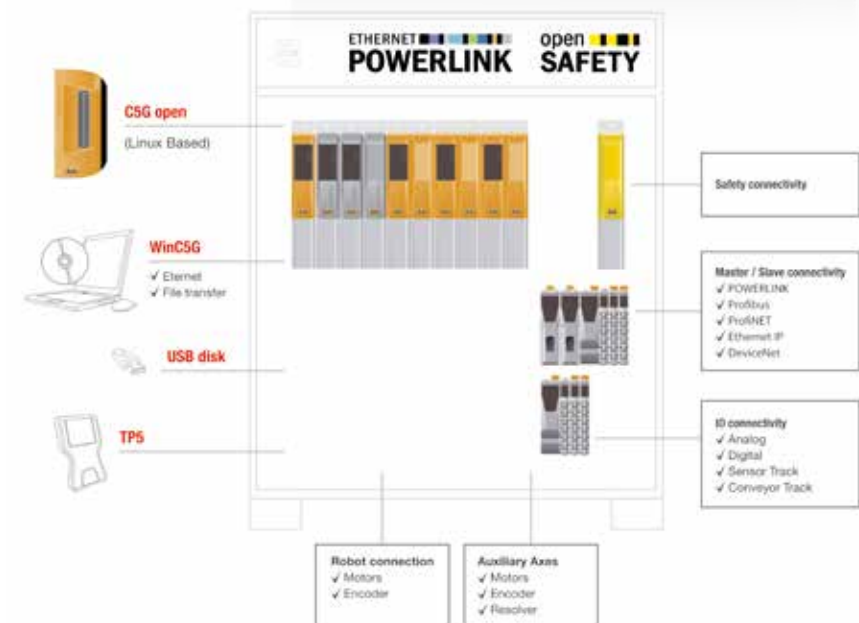 ETHERNET
POWERLINK
open
SAFETY
C5G open
(Linux Based)
WinC5G
✓ Eternet
✓ File transfer
USB disk
TP5
Safety connectivity
Master / Slave connectivity
✓ POWERLINK
✓ Profibus
✓ ProfiNET
✓ Ethernet IP
✓ DeviceNet
IO connectivity
✓ Analog
✓ Digital
✓ Sensor Track
✓ Conveyor Track
Robot connection
✓ Motors
✓ Encoder
Auxiliary Axes
✓ Motors
✓ Encoder
✓ Resolver